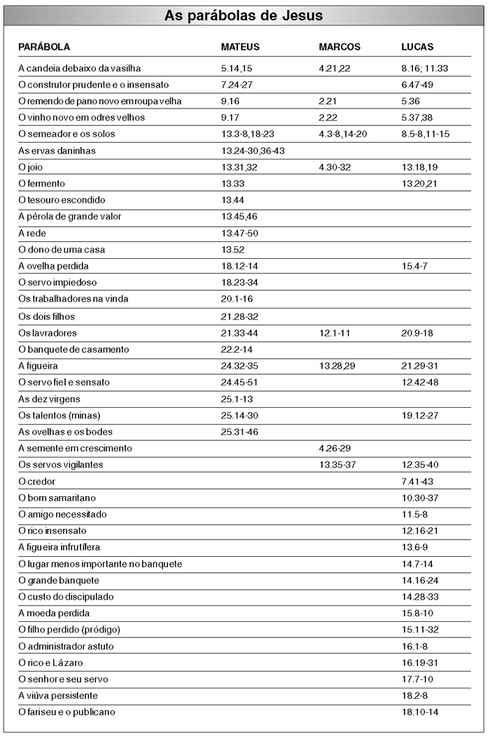 As parábolas de Jesus
PARÁBOLA MATEUS MARCOS LUCAS
A candeia debaixo da vasilha 5.14,15 4.21,22 8.16; 11.33
O construtor prudente e o insensato 7.24-27 6.47-49
O remendo de pano novo em roupa velha 9.16 2.21 5.36
O vinho novo em odres velhos 9.17 2.22 5.37,38
O semeador e os solos 13.3-8,18-23 4.3-8,14-20 8.5-8,11-15
As ervas daninhas 13.24-30,36-43
O joio 13.31,32 4.30-32 13.18,19
O fermento 13.33 13.20,21
O tesouro escondido 13.44
A pérola de grande valor 13.45,46
A rede 13.47-50
O dono de uma casa 13.52
A ovelha perdida 18.12-14 15.4-7
O servo impiedoso 18.23-34
Os trabalhadores na vinda 20.1-16
Os dois filhos 21.28-32
Os lavradores 21.33-44 12.1-11 20.9-18
O banquete de casamento 22.2-14
A figueira 24.32-35 13.28,29 21.29-31
O servo fiel e sensato 24.45-51 12.42-48
As dez virgens 25.1-13
Os talentos (minas) 25.14-30 19.12-27
As ovelhas e os bodes 25.31-46
A semente em crescimento 4.26-29
Os servos vigilantes 13.35-37 12.35-40
O credor 7.41-43
O bom samaritano 10.30-37
O amigo necessitado 11.5-8
O rico insensato 12.16-21
A figueira infrutífera 13.6-9
O lugar menos importante no banquete 14.7-14
O grande banquete 14.16-24
O custo do discipulado 14.28-33
A moeda perdida 15.8-10
O filho perdido (pródigo) 15.11-32
O administrador astuto 16.1-8
O rico e Lázaro 16.19-31
O senhor e seu servo 17.7-10
A viúva persistente 18.2-8
O fariseu e o publicano 18.10-14